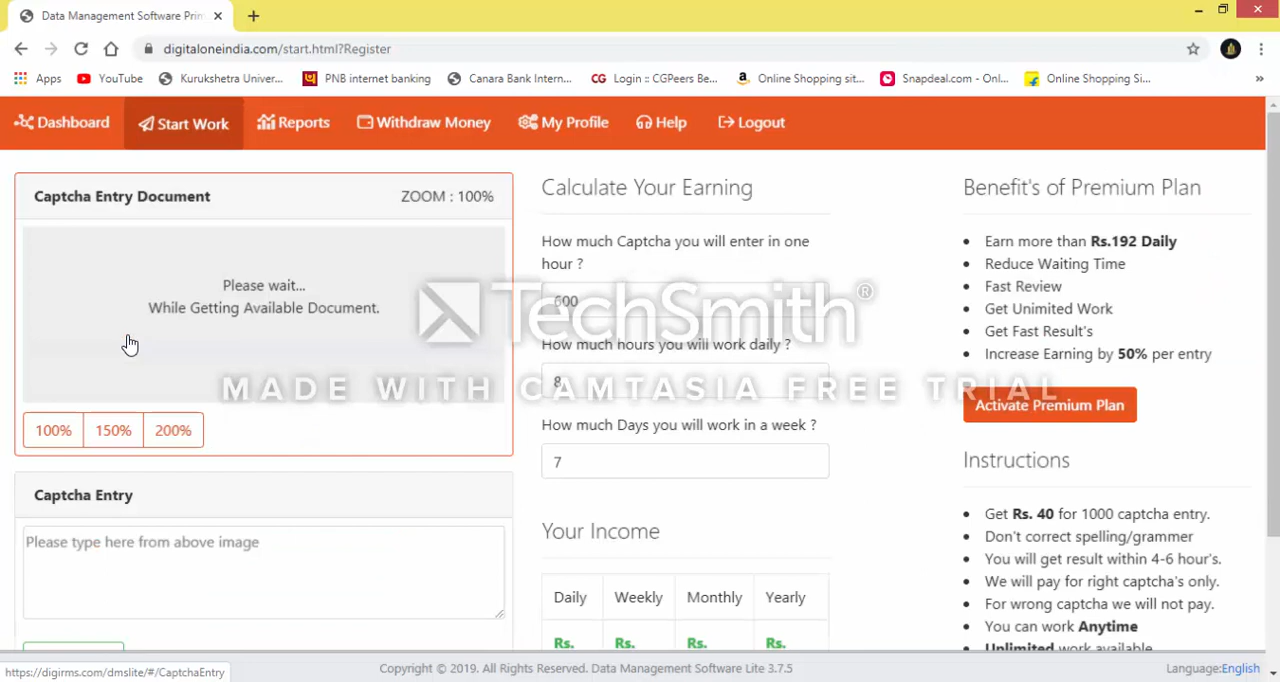 Data Management Software Prim
digitaloneindia.com/start.html?Register
Apps YouTube Kurukshetra Univer... PNB internet banking Canara Bank Intern... CG Login :: CGPeers Be... Online Shopping sit... Snapdeal.com - Onl... Online Shopping Si... »
Dashboard Start Work Reports Withdraw Money My Profile Help Logout
Captcha Entry Document ZOOM : 100%
Please wait...
While Getting Available Document.
100% 150% 200%
Captcha Entry
Please type here from above image
Calculate Your Earning
How much Captcha you will enter in one
hour ?
600
How much hours you will work daily ?
8
How much Days you will work in a week ?
7
Your Income
Daily Weekly Monthly Yearly
Rs. Rs. Rs. Rs.
Benefit's of Premium Plan
Earn more than Rs.192 Daily
Reduce Waiting Time
Fast Review
Get Unimited Work
Get Fast Result's
Increase Earning by 50% per entry
Activate Premium Plan
Instructions
Get Rs. 40 for 1000 captcha entry.
Don't correct spelling/grammer
You will get result within 4-6 hour's.
We will pay for right captcha's only.
For wrong captcha we will not pay.
You can work Anytime
Unlimited work available
TechSmith®
MADE WITH CAMTASIA FREE TRIAL
https://digirms.com/dmslite/#/CaptchaEntry
Copyright © 2019. All Rights Reserved. Data Management Software Lite 3.7.5
Language:English